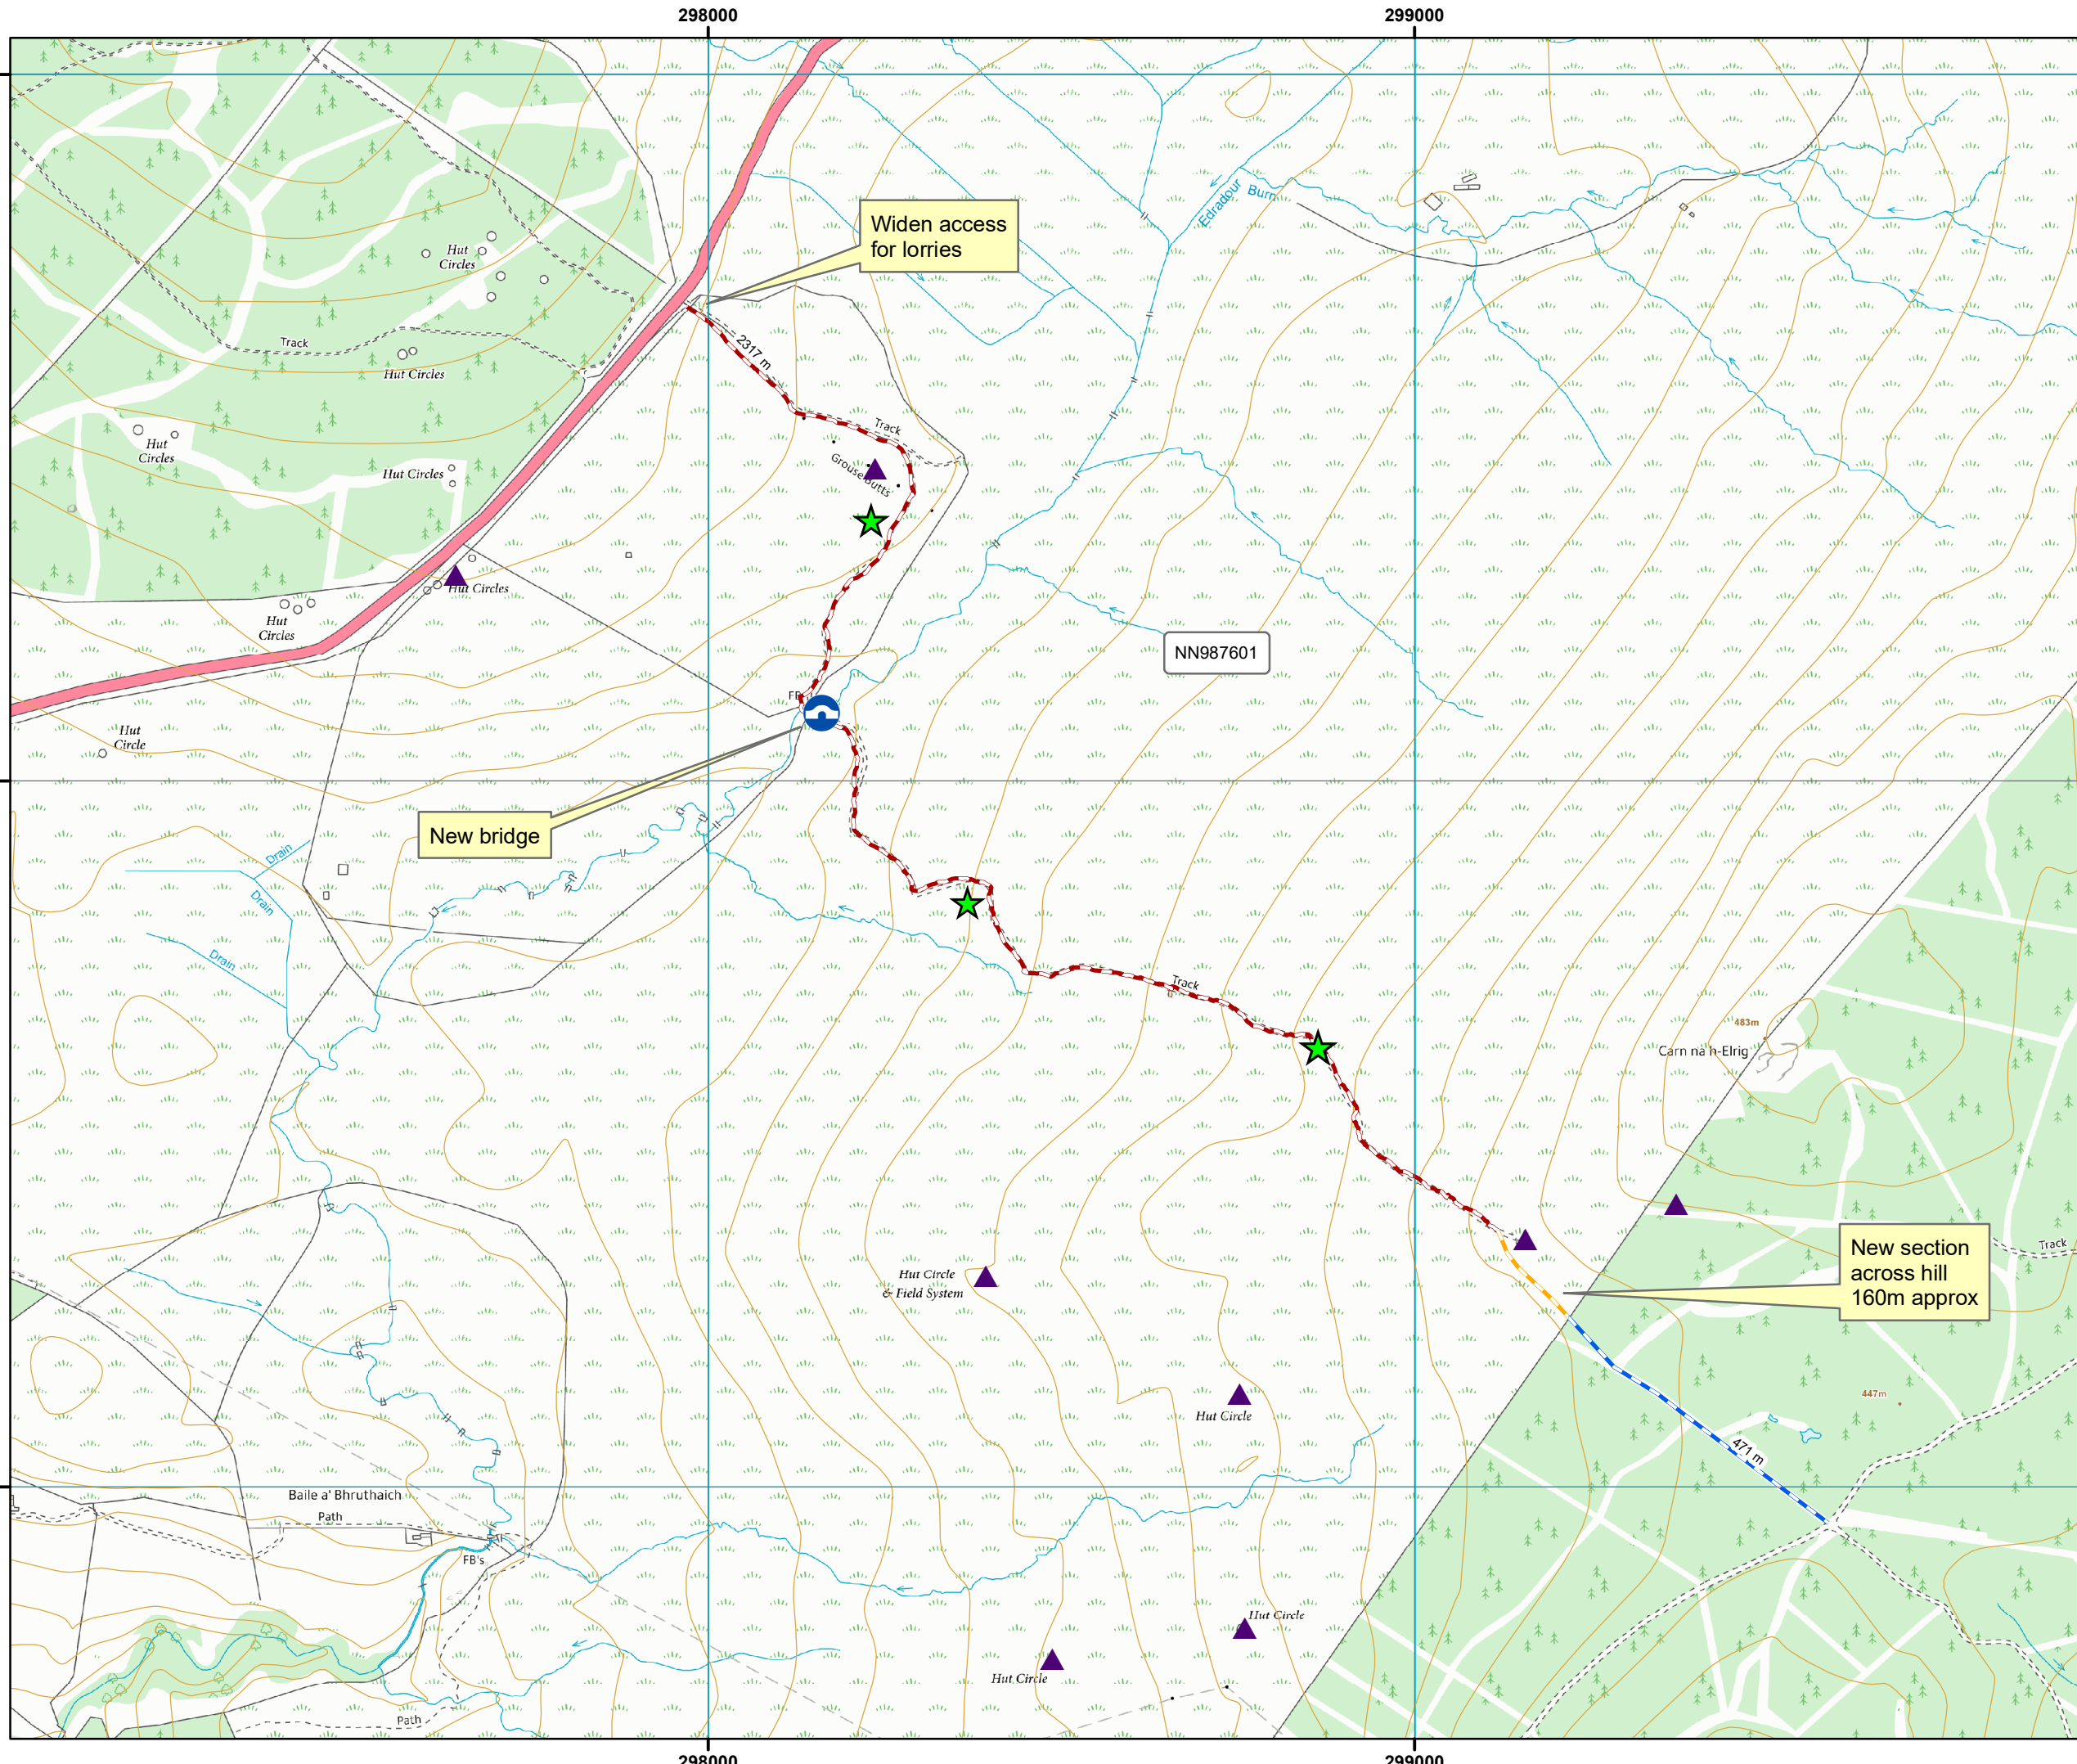 298000
299000
Widen access
for lorries
Edradour
Burn
Hut
Circles
Track
Hut Circles
2317 m
Track
Grouse Butts
Hut
Circles
Hut Circles
Hut Circles
Hut
Circles
NN987601
FB
Hut
Circle
New bridge
Drain
Drain
Drain
Track
483m
Carn na h-Elrig
New section
across hill
160m approx
Track
Hut Circle
& Field System
Hut Circle
447m
471 m
Baile a' Bhruthaich
Path
FB's
Hut Circle
Hut Circle
Path
298000
299000